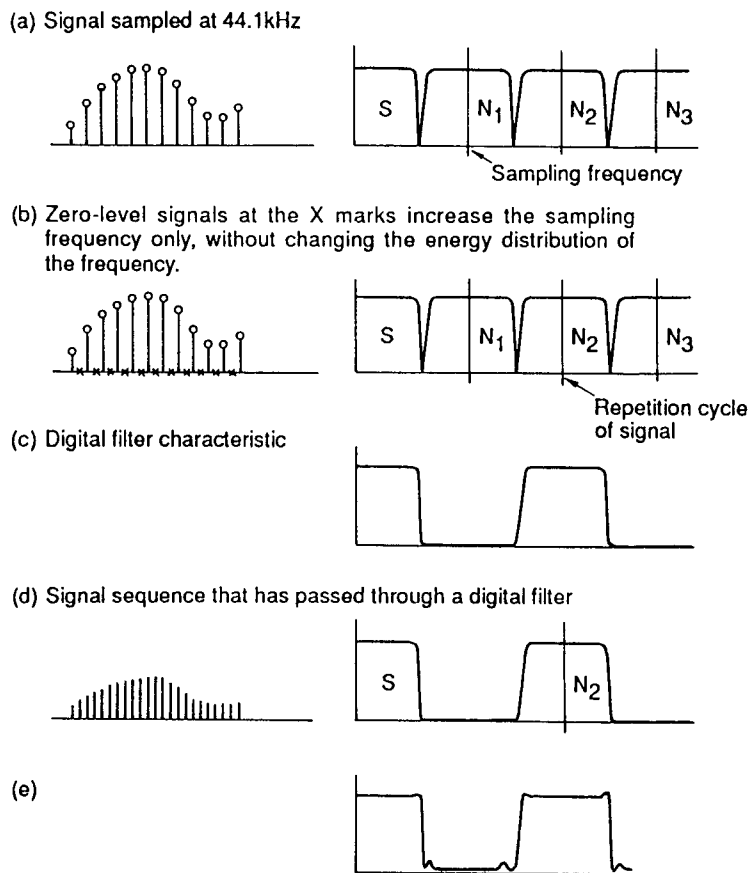 (a) Signal sampled at 44.1kHz
S N1 N2 N3
Sampling frequency
(b) Zero-level signals at the X marks increase the sampling
frequency only, without changing the energy distribution of
the frequency.
S N1 N2 N3
Repetition cycle
of signal
(c) Digital filter characteristic
(d) Signal sequence that has passed through a digital filter
S N2
(e)